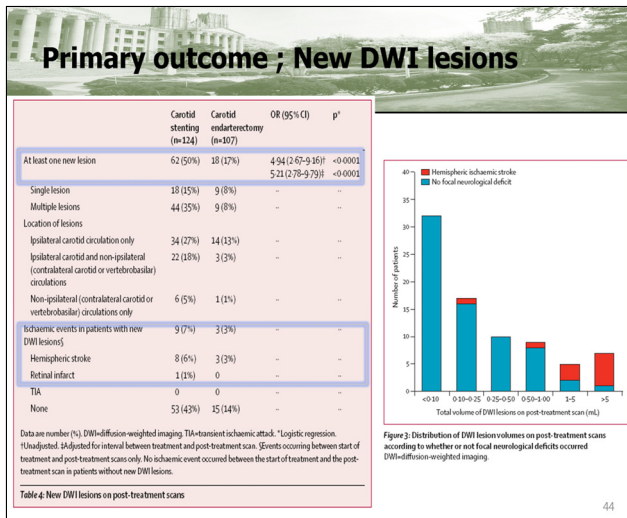 Primary outcome ; New DWI lesions
Carotid stenting (n=124) Carotid endarterectomy (n=107) OR (95% CI) p*
At least one new lesion 62 (50%) 18 (17%) 4·94 (2·67–9·16)† <0·0001
5·21 (2·78–9·79)‡ <0·0001
Single lesion 18 (15%) 9 (8%) ·· ··
Multiple lesions 44 (35%) 9 (8%) ·· ··
Location of lesions
Ipsilateral carotid circulation only 34 (27%) 14 (13%) ·· ··
Ipsilateral carotid and non-ipsilateral 22 (18%) 3 (3%) ·· ··
(contralateral carotid or vertebrobasilar)
circulations
Non-ipsilateral (contralateral carotid or 6 (5%) 1 (1%) ·· ··
vertebrobasilar) circulations only
Ischaemic events in patients with new 9 (7%) 3 (3%) ·· ··
DWI lesions§
Hemispheric stroke 8 (6%) 3 (3%) ·· ··
Retinal infarct 1 (1%) 0 ·· ··
TIA 0 0 ·· ··
None 53 (43%) 15 (14%) ·· ··
Data are number (%). DWI=diffusion-weighted imaging. TIA=transient ischaemic attack. *Logistic regression.
†Unadjusted. ‡Adjusted for interval between treatment and post-treatment scan. §Events occurring between start of
treatment and post-treatment scans only. No ischaemic event occurred between the start of treatment and the post-
treatment scan in patients without new DWI lesions.
Table 4: New DWI lesions on post-treatment scans
Hemispheric ischaemic stroke
No focal neurological deficit
40
35
30
25
20
15
10
5
0
Number of patients
<0·10 0·10–0·25 0·25–0·50 0·50–1·00 1–5 >5
Total volume of DWI lesions on post-treatment scan (mL)
Figure 3: Distribution of DWI lesion volumes on post-treatment scans
according to whether or not focal neurological deficits occurred
DWI=diffusion-weighted imaging.
44